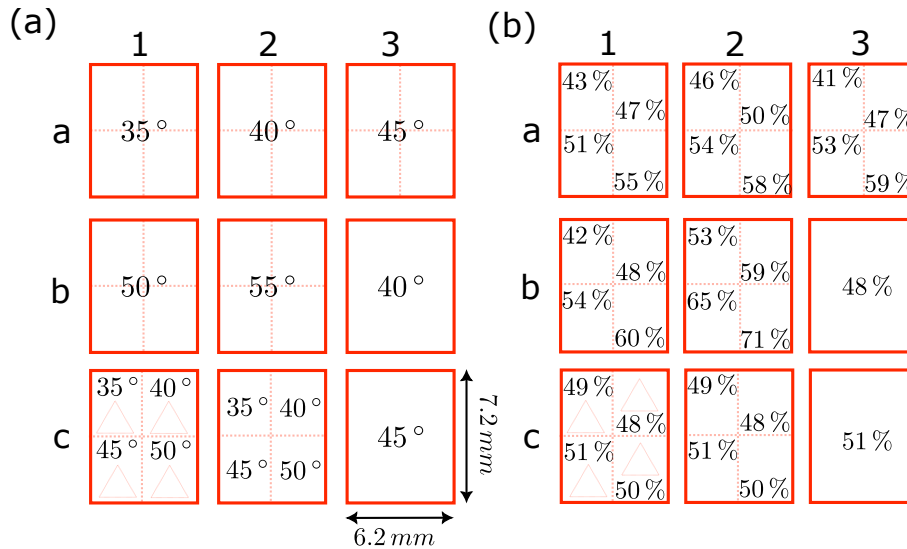 (a)
1 2 3
a 35° 40° 45°
b 50° 55° 40°
c
35° 40°
45° 50°
35° 40°
45° 50°
45°
7.2 mm
6.2 mm
(b)
1 2 3
a
43 %
47 %
51 %
55 %
46 %
50 %
54 %
58 %
41 %
47 %
53 %
59 %
b
42 %
48 %
54 %
60 %
53 %
59 %
65 %
71 %
48 %
c
49 %
48 %
51 %
50 %
49 %
48 %
51 %
50 %
51 %